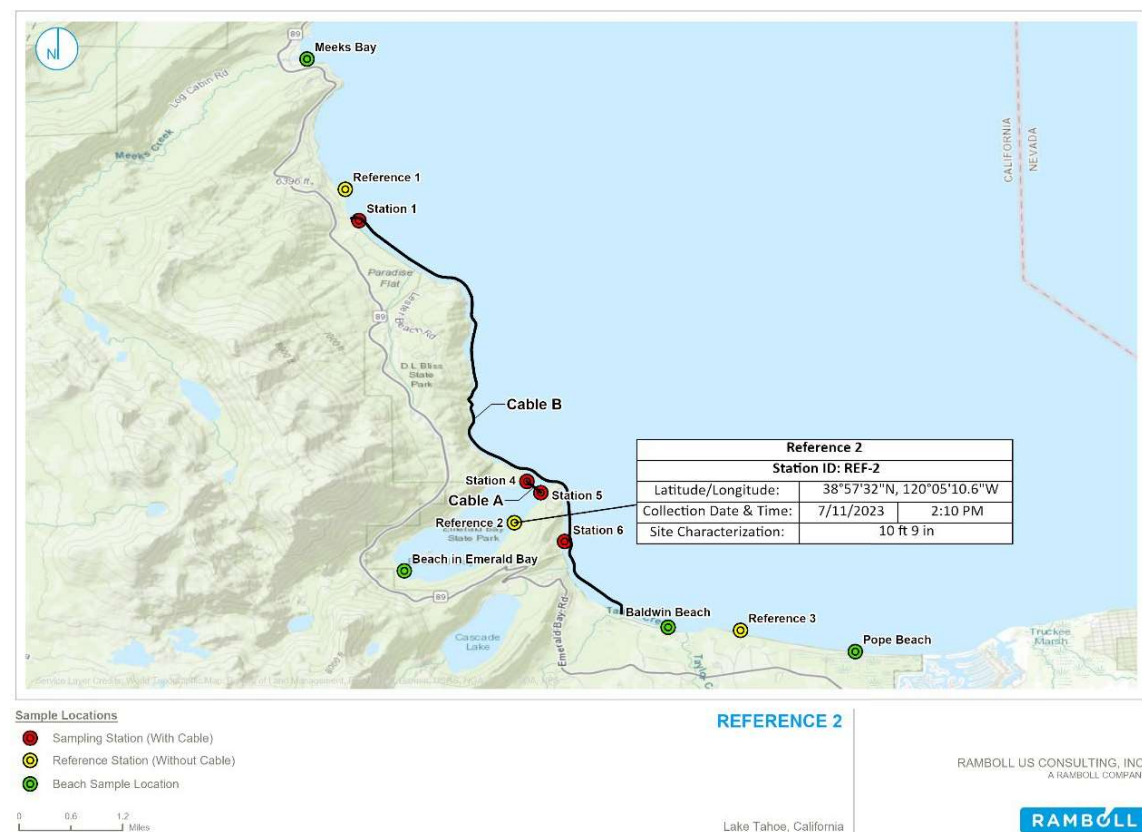 N
89
Meeks Bay
Log Cabin Rd
Meeks Creek
CALIFORNIA
NEVADA
6396 ft
Reference 1
Station 1
Paradise
Flat
Lester
Beach Rd
89
D.L Bliss
State
Park
Cable B
Reference 2
Station ID: REF-2
Latitude/Longitude: 38°57'32"N, 120°05'10.6"W
Collection Date & Time: 7/11/2023 2:10 PM
Site Characterization: 10 ft 9 in
Station 4
Cable A
Station 5
Reference 2
Emerald Bay
State Park
Station 6
Beach in Emerald Bay
89
Emerald Bay Rd
Baldwin Beach
Reference 3
Cascade
Lake
Pope Beach
Truckee
Marsh
Sample Locations
Sampling Station (With Cable)
Reference Station (Without Cable)
Beach Sample Location
0 0.6 1.2
Miles
REFERENCE 2
Lake Tahoe, California
RAMBOLL US CONSULTING, INC
A RAMBOLL COMPAN
RAMBOLL